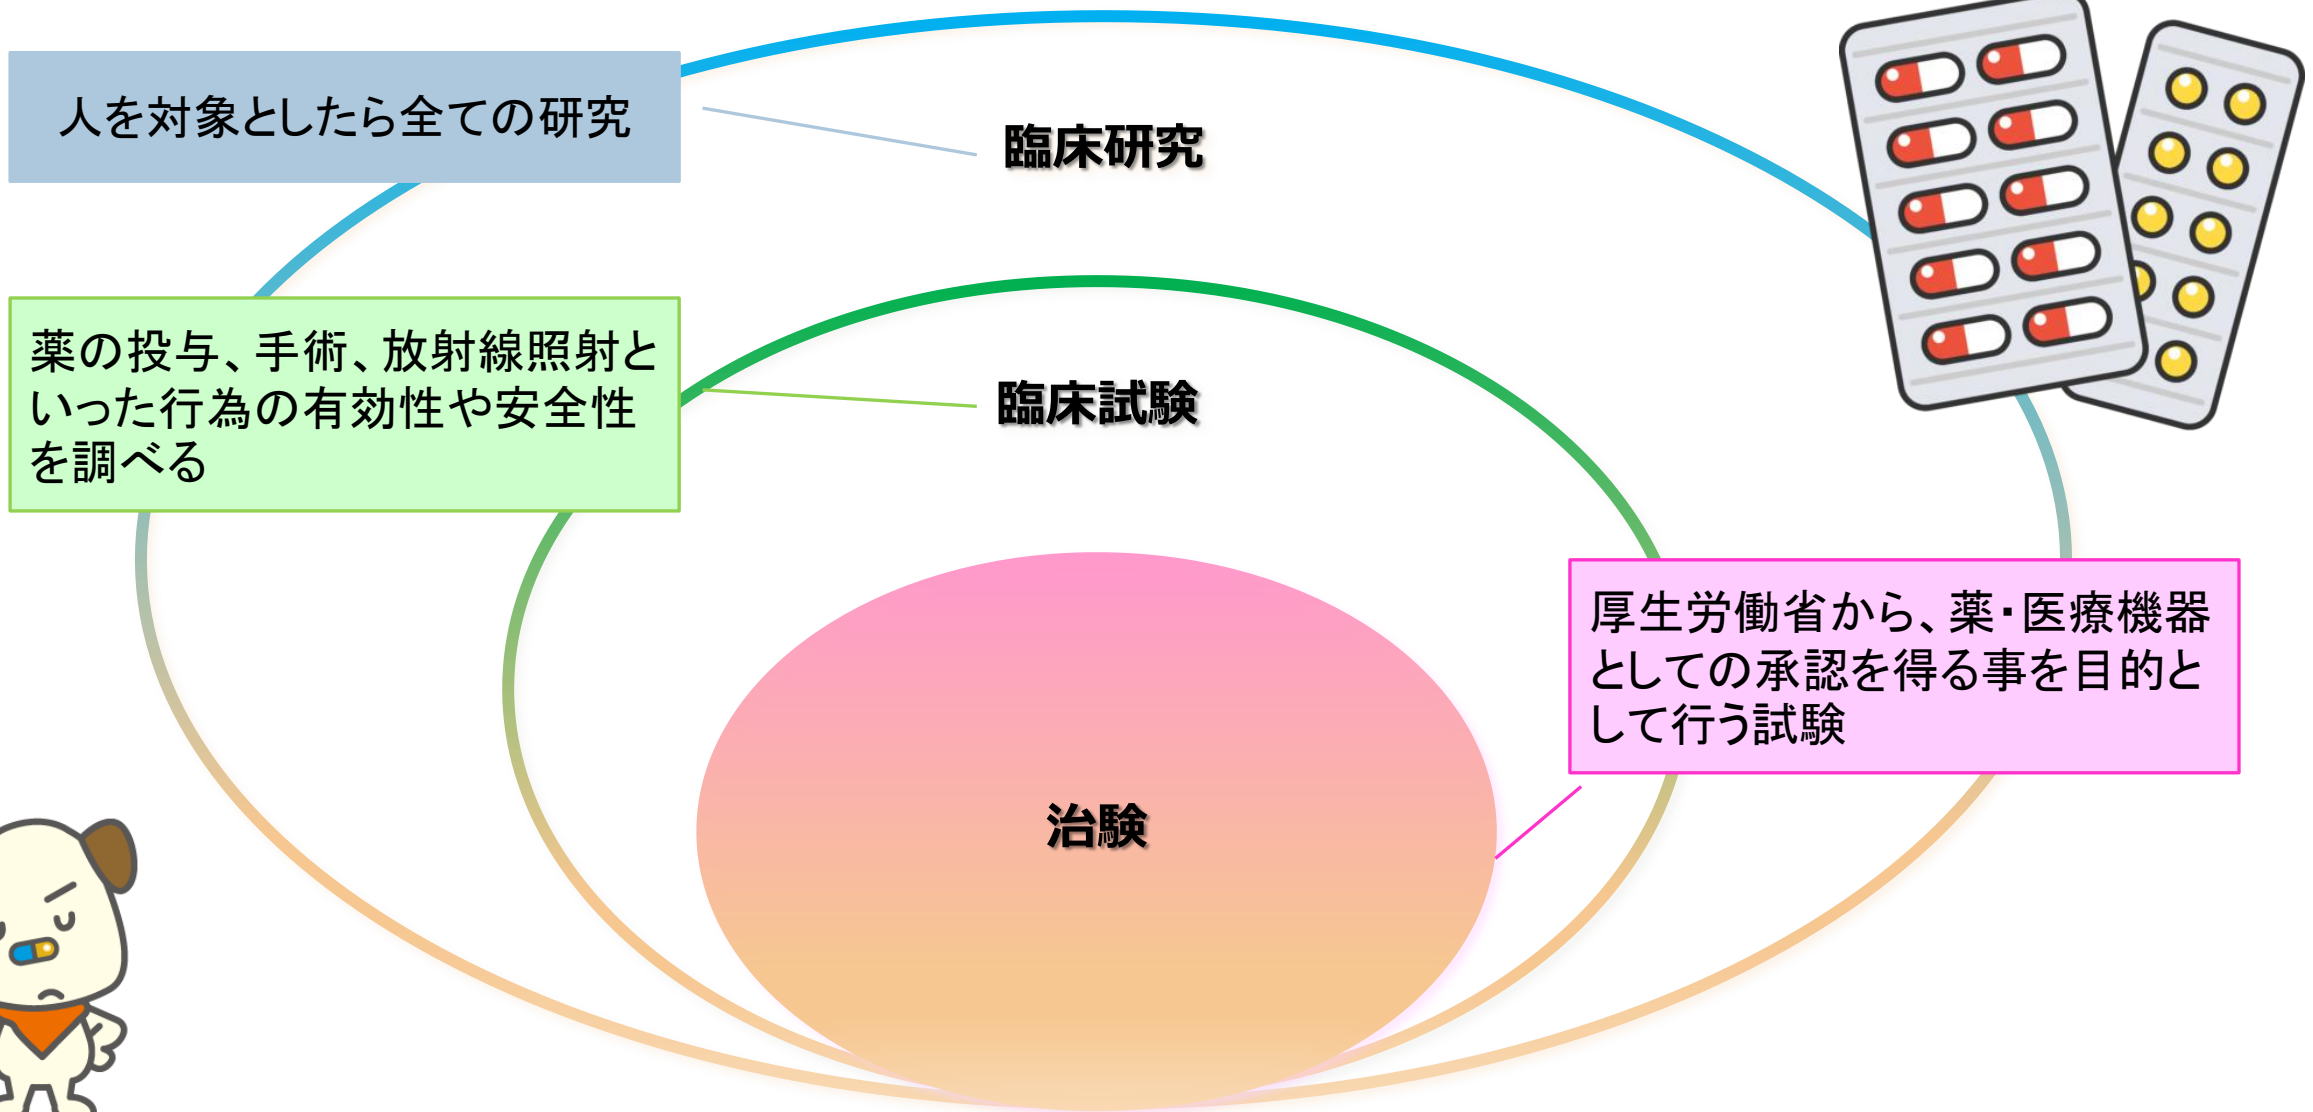 人を対象としたら全ての研究
臨床研究
薬の投与、手術、放射線照射と
いった行為の有効性や安全性
を調べる
臨床試験
厚生労働省から、薬・医療機器
としての承認を得る事を目的と
して行う試験
治験